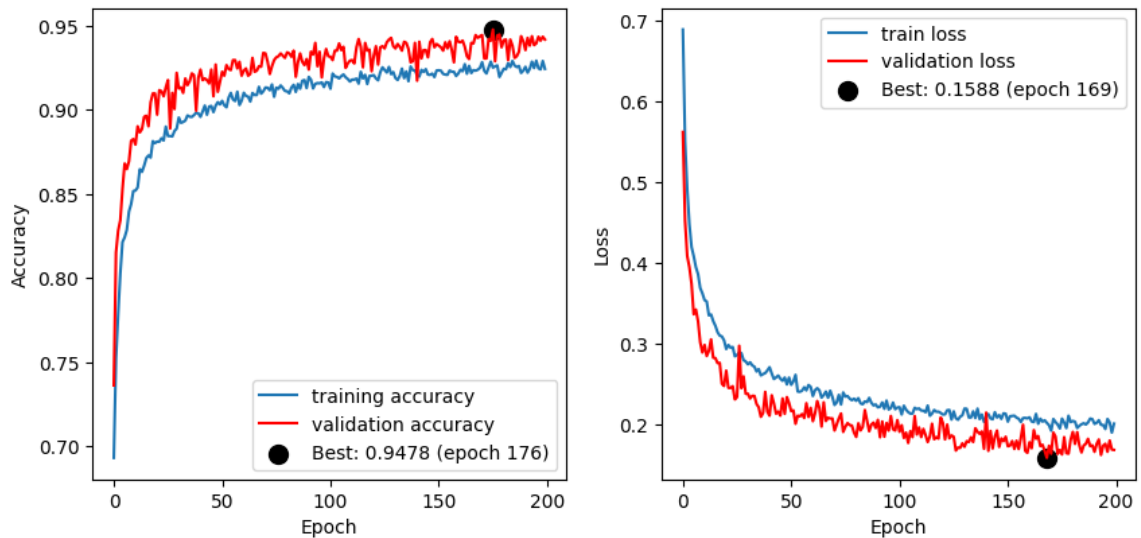 0.95
0.90
0.85
0.80
0.75
0.70
Accuracy
0 50 100 150 200
Epoch
training accuracy
validation accuracy
Best: 0.9478 (epoch 176)
0.7
0.6
0.5
0.4
0.3
0.2
Loss
0 50 100 150 200
Epoch
train loss
validation loss
Best: 0.1588 (epoch 169)